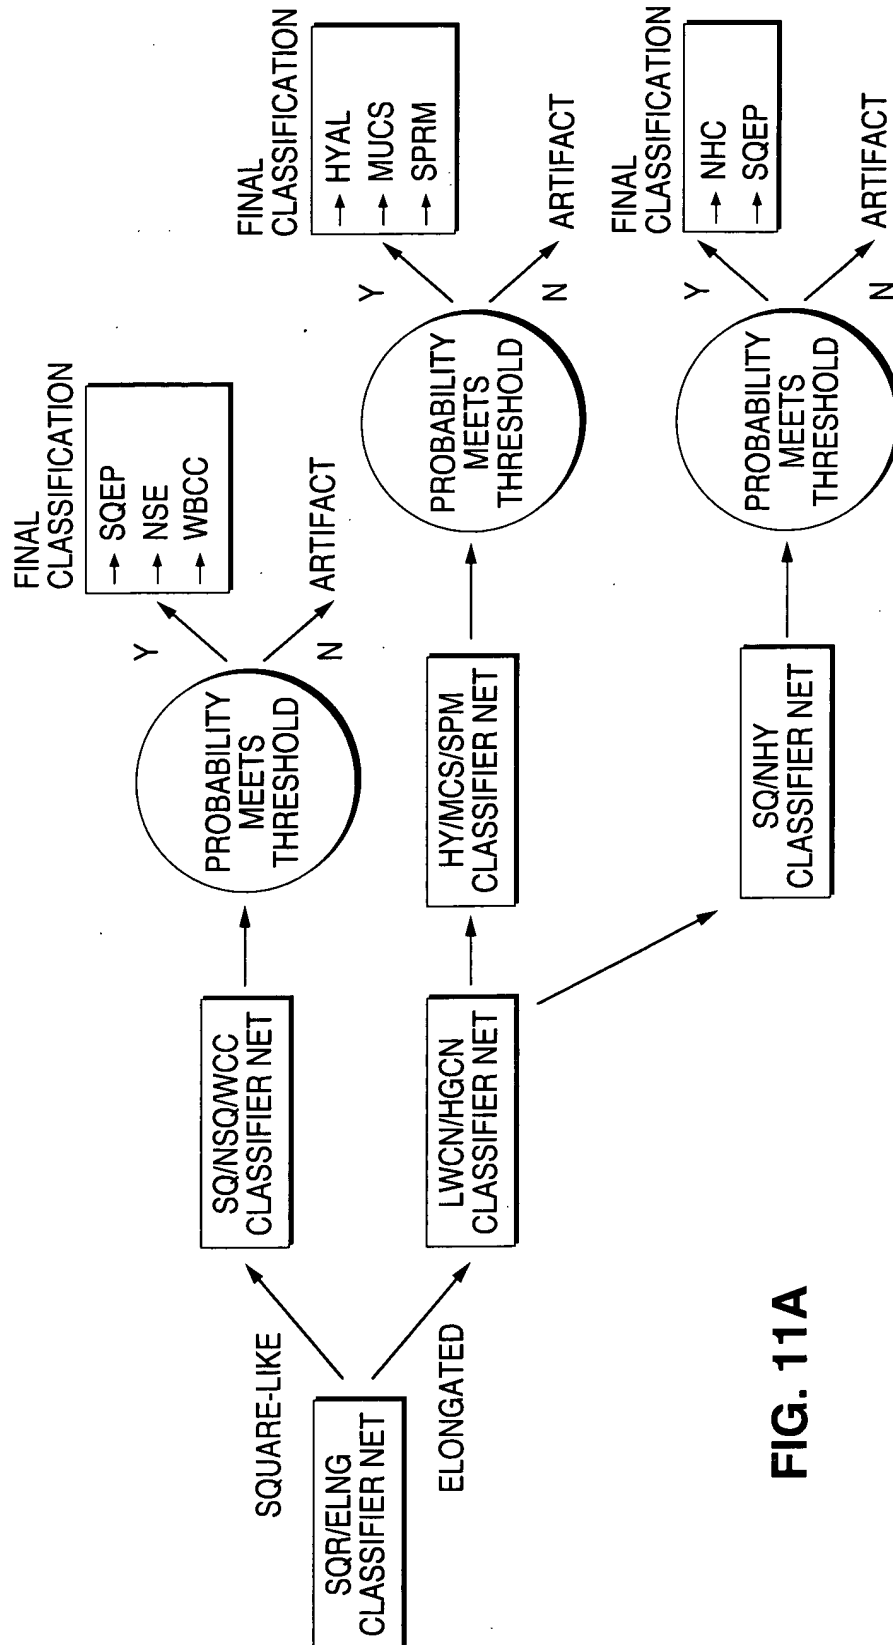 SQR/ELNG
CLASSIFIER NET
SQUARE-LIKE
ELONGATED
SQ/NSQ/WCC
CLASSIFIER NET
PROBABILITY
MEETS
THRESHOLD
Y
N
FINAL
CLASSIFICATION
SQEP
NSE
WBCC
ARTIFACT
LWCN/HGCN
CLASSIFIER NET
HY/MCS/SPM
CLASSIFIER NET
PROBABILITY
MEETS
THRESHOLD
Y
N
FINAL
CLASSIFICATION
HYAL
MUCS
SPRM
ARTIFACT
SQ/NHY
CLASSIFIER NET
PROBABILITY
MEETS
THRESHOLD
Y
N
FINAL
CLASSIFICATION
NHC
SQEP
ARTIFACT
FIG. 11A